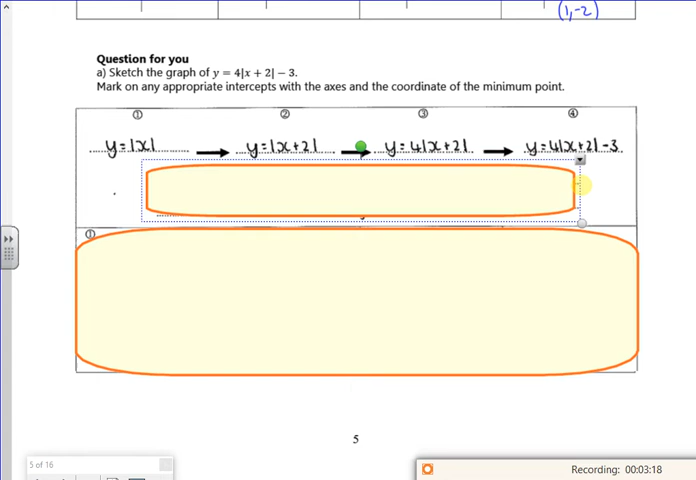 (1,-2)
Question for you
a) Sketch the graph of y = 4|x + 2| − 3.
Mark on any appropriate intercepts with the axes and the coordinate of the minimum point.
① ② ③ ④
y=|x| y=|x+2| y=4|x+2| y=4|x+2|-3
①
5
5 of 16
Recording: 00:03:18